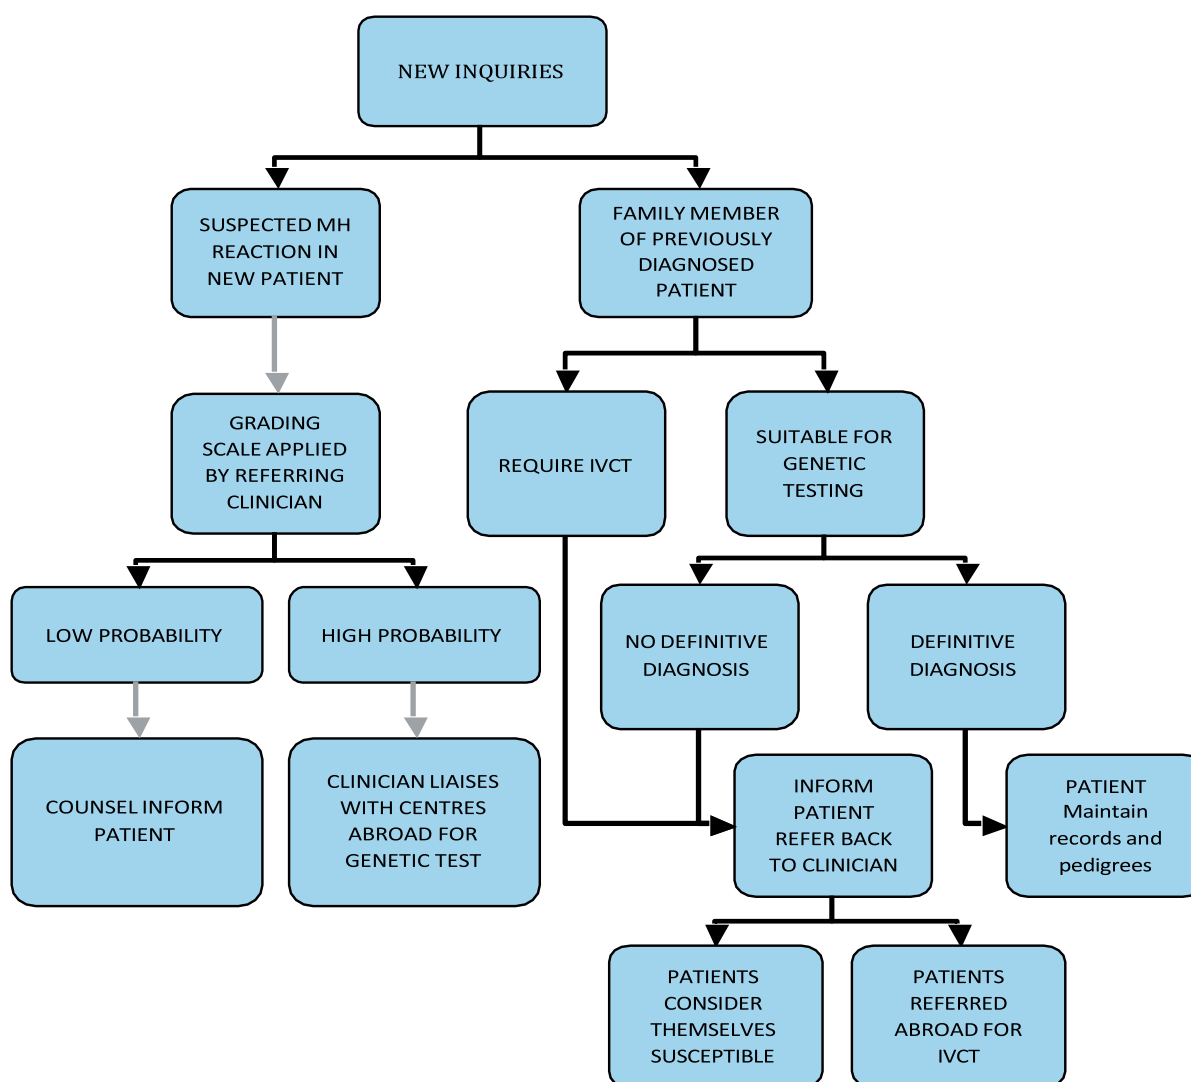 NEW INQUIRIES
SUSPECTED MH
REACTION IN
NEW PATIENT
FAMILY MEMBER
OF PREVIOUSLY
DIAGNOSED
PATIENT
GRADING
SCALE APPLIED
BY REFERRING
CLINICIAN
REQUIRE IVCT
SUITABLE FOR
GENETIC
TESTING
LOW PROBABILITY
HIGH PROBABILITY
NO DEFINITIVE
DIAGNOSIS
DEFINITIVE
DIAGNOSIS
COUNSEL INFORM
PATIENT
CLINICIAN LIAISES
WITH CENTRES
ABROAD FOR
GENETIC TEST
INFORM
PATIENT
REFER BACK
TO CLINICIAN
PATIENT
Maintain
records and
pedigrees
PATIENTS
CONSIDER
THEMSELVES
SUSCEPTIBLE
PATIENTS
REFERRED
ABROAD FOR
IVCT